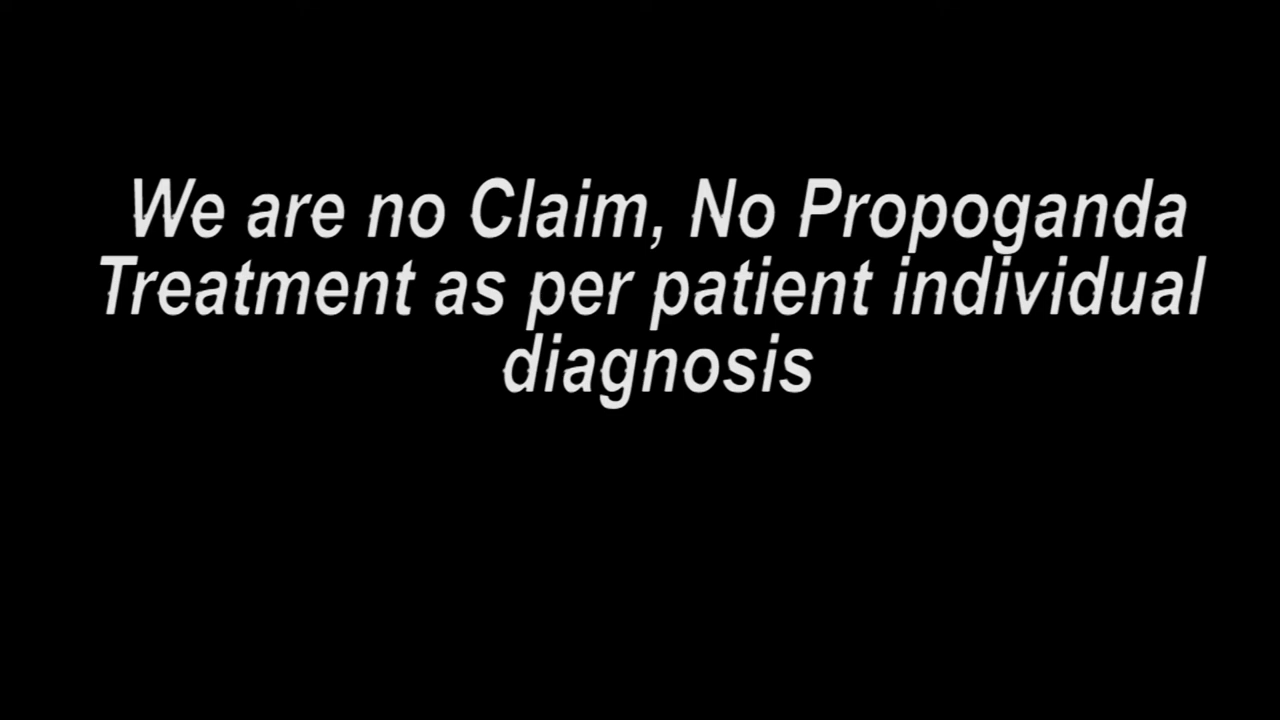 We are no Claim, No Propoganda
Treatment as per patient individual
diagnosis